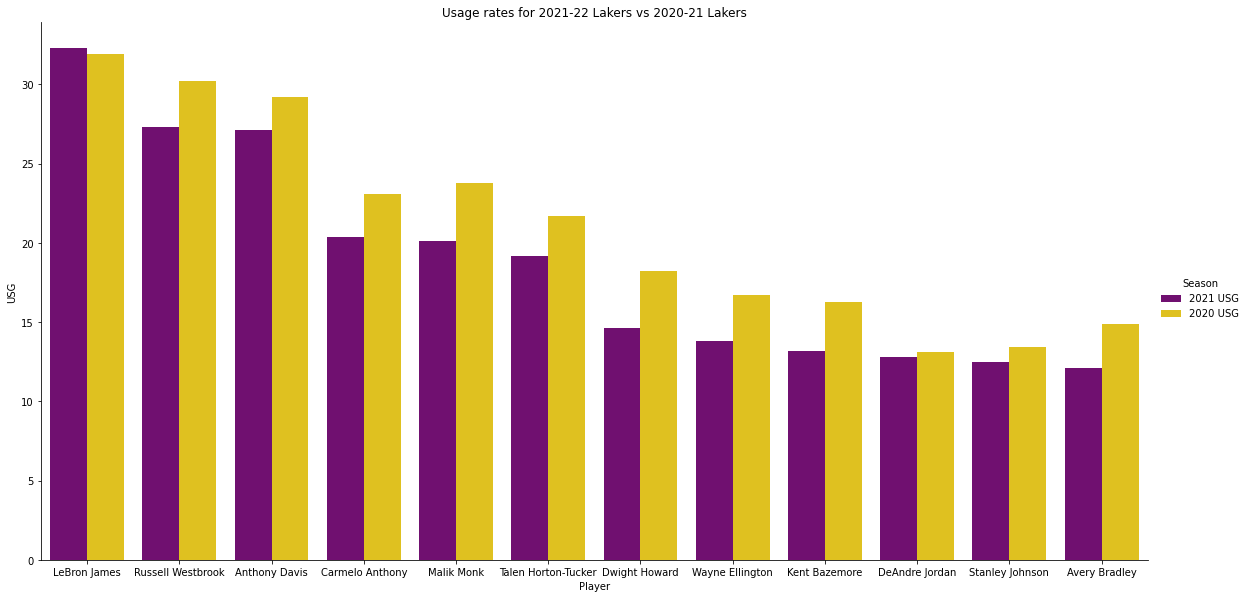 Usage rates for 2021-22 Lakers vs 2020-21 Lakers
USG
30
25
20
15
10
5
0
LeBron James
Russell Westbrook
Anthony Davis
Carmelo Anthony
Malik Monk
Talen Horton-Tucker
Dwight Howard
Wayne Ellington
Kent Bazemore
DeAndre Jordan
Stanley Johnson
Avery Bradley
Player
Season
2021 USG
2020 USG